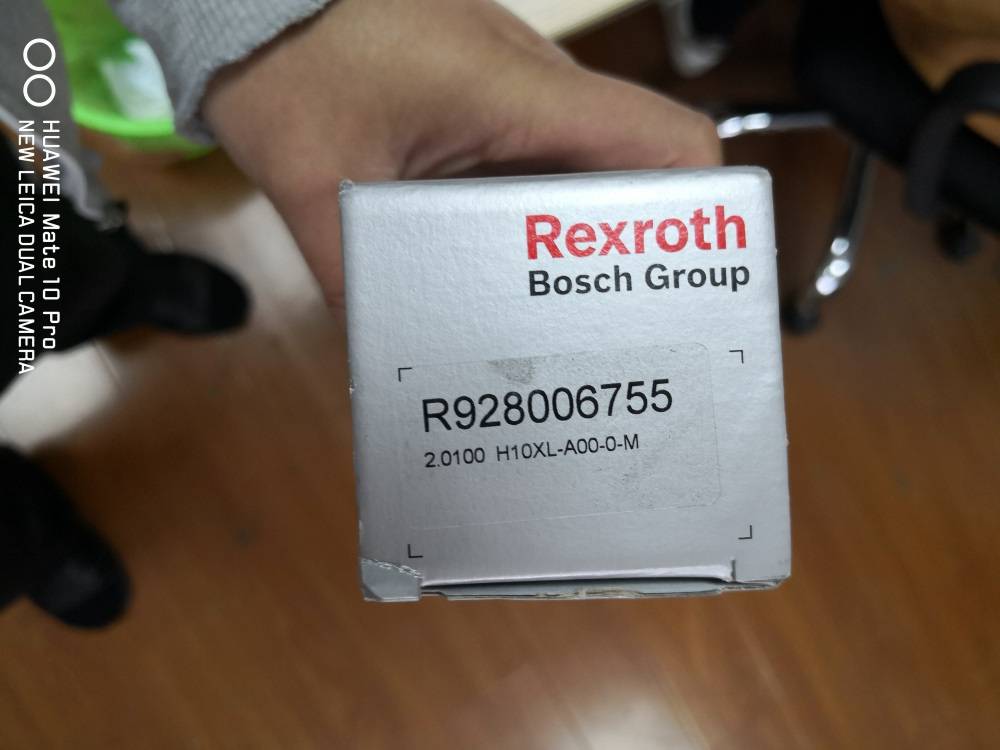 HUAWEI Mate 10 Pro
NEW LEICA DUAL CAMERA
Rexroth
Bosch Group
R928006755
2.0100 H10XL-A00-0-M